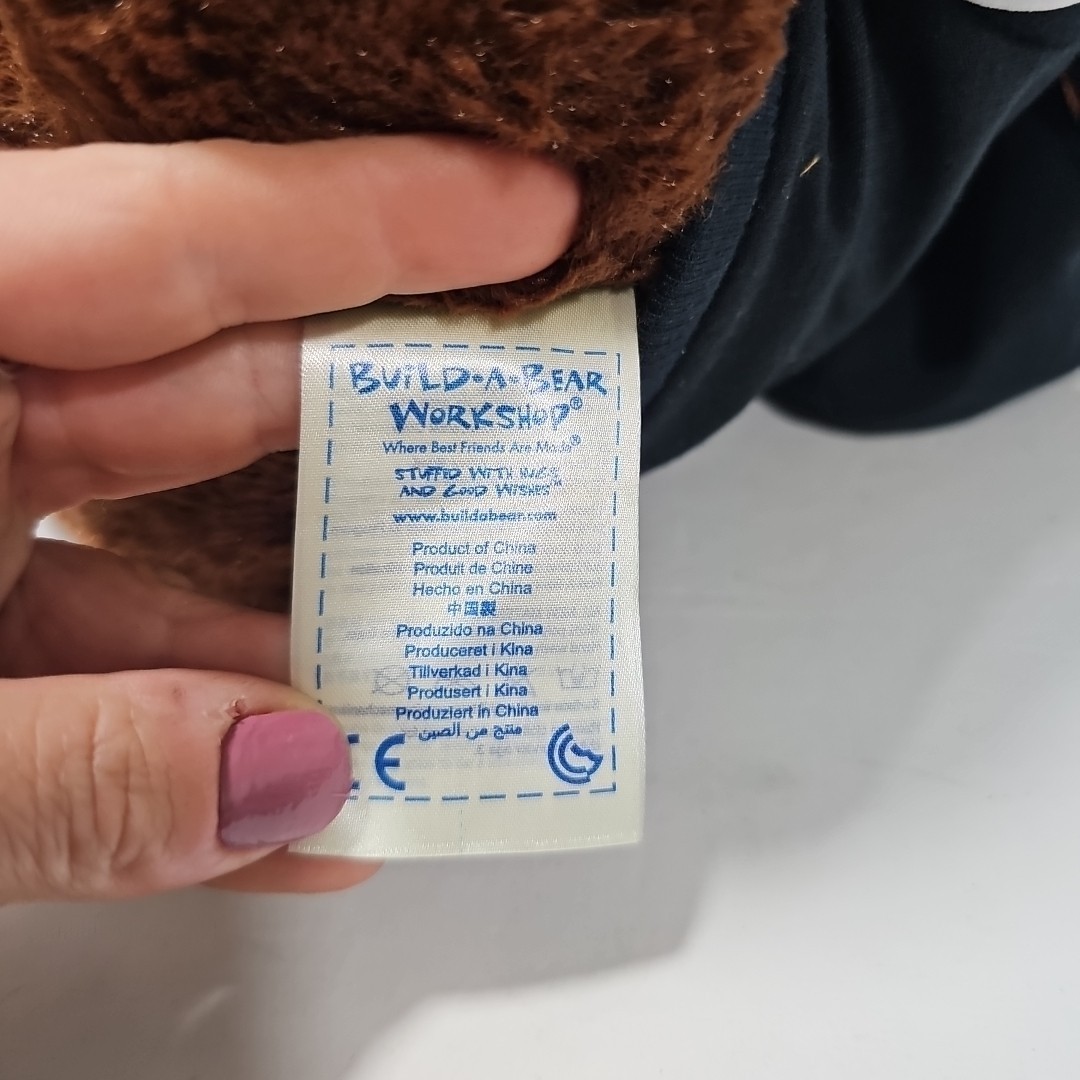 BUILD-A-BEAR
WORKSHOP®
Where Best Friends Are Made®
STUFFED WITH HUGS
AND GOOD WISHES™
www.buildabear.com
Product of China
Produit de Chine
Hecho en China
中国製
Produzido na China
Produceret i Kina
Tillverkad i Kina
Produsert i Kina
Produziert in China
منتج من الصين
CE